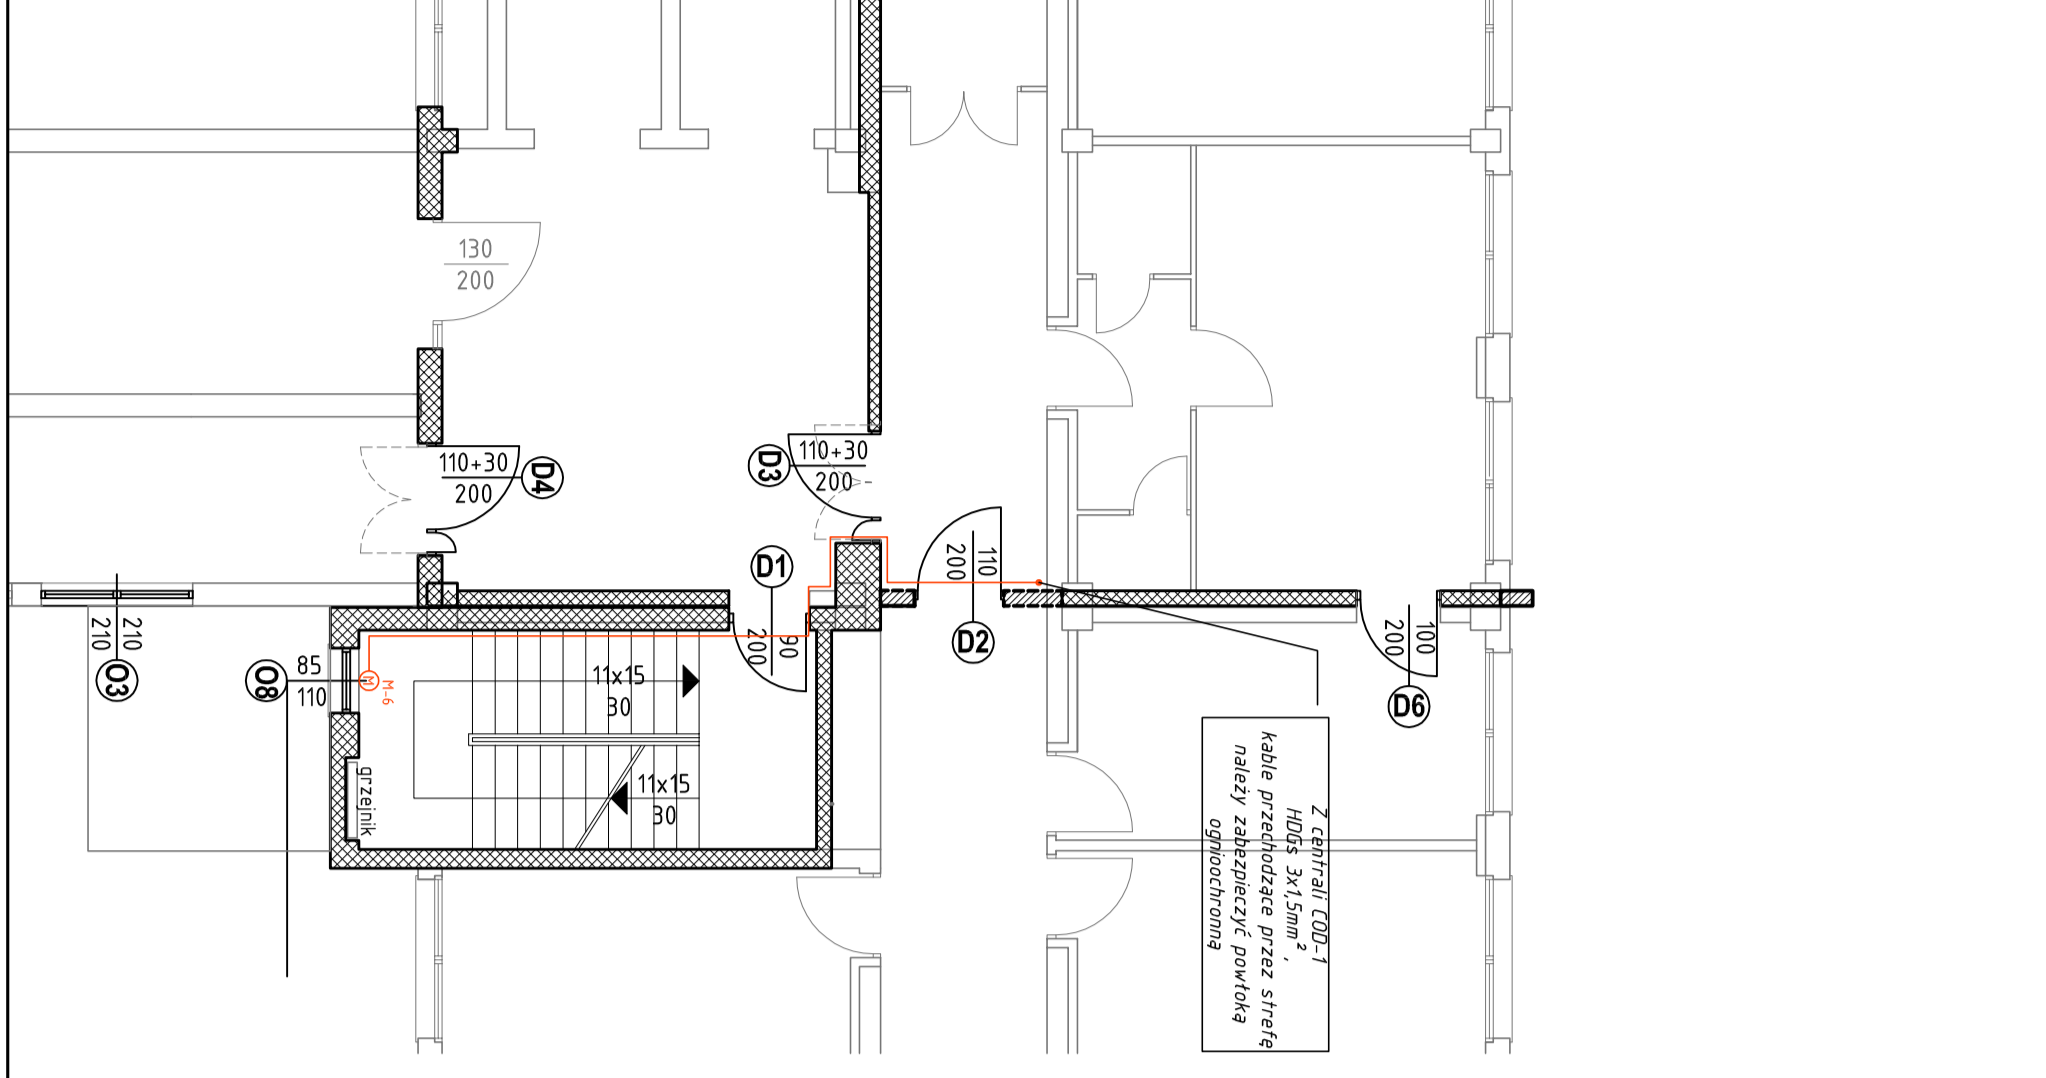 130
200
110+30
200
D4
D3
110+30
200
D1
90
200
110
200
D2
100
200
D6
210
210
O3
O8
85
110
M
M-6
11x15
30
11x15
30
grzejnik
Z centrali COD-1
HDGs 3x1,5mm²,
kable przechodzące przez strefę
należy zabezpieczyć powłoką
ognioochronną